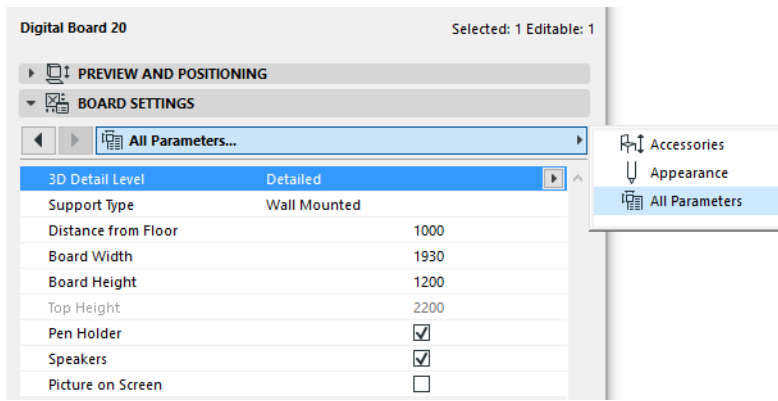 Digital Board 20 Selected: 1 Editable: 1
PREVIEW AND POSITIONING
BOARD SETTINGS
All Parameters...
Accessories
Appearance
All Parameters
3D Detail Level Detailed
Support Type Wall Mounted
Distance from Floor 1000
Board Width 1930
Board Height 1200
Top Height 2200
Pen Holder
Speakers
Picture on Screen